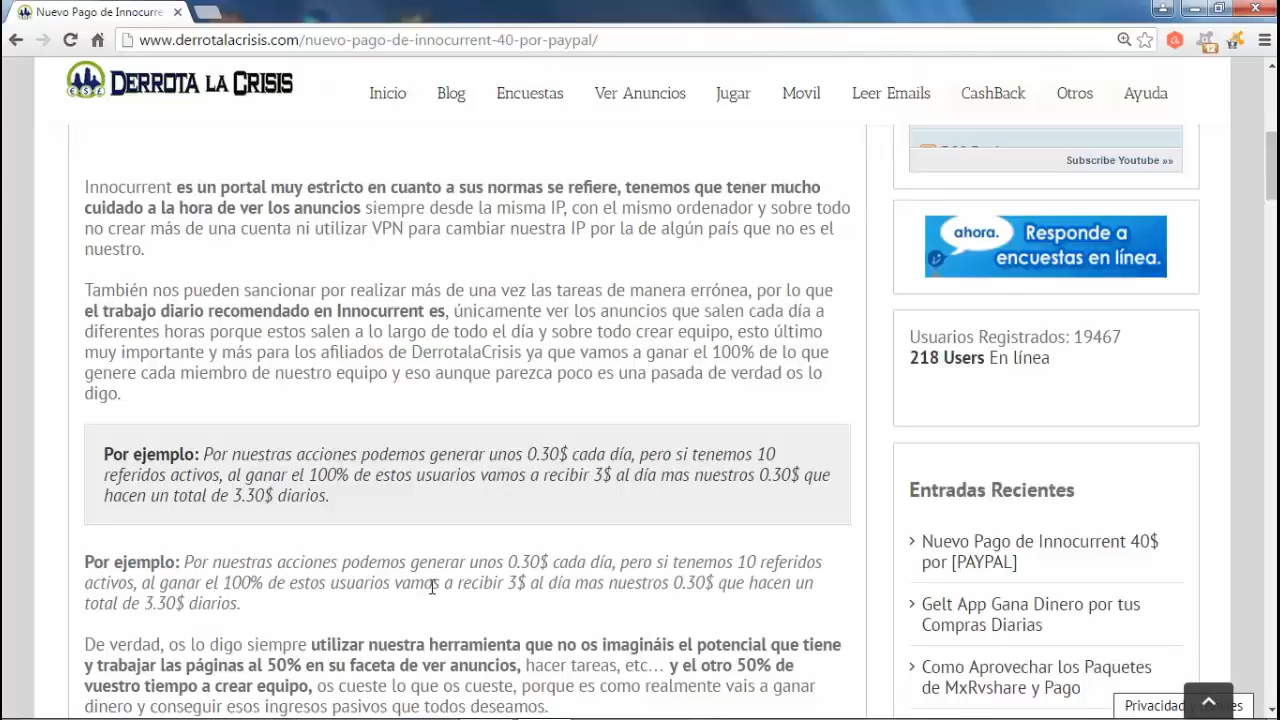 Nuevo Pago de Innocurre
www.derrotalacrisis.com/nuevo-pago-de-innocurrent-40-por-paypal/
12
DERROTA LA CRISIS
Inicio Blog Encuestas Ver Anuncios Jugar Movil Leer Emails CashBack Otros Ayuda
Innocurrent es un portal muy estricto en cuanto a sus normas se refiere, tenemos que tener mucho
cuidado a la hora de ver los anuncios siempre desde la misma IP, con el mismo ordenador y sobre todo
no crear más de una cuenta ni utilizar VPN para cambiar nuestra IP por la de algún país que no es el
nuestro.
También nos pueden sancionar por realizar más de una vez las tareas de manera errónea, por lo que
el trabajo diario recomendado en Innocurrent es, únicamente ver los anuncios que salen cada día a
diferentes horas porque estos salen a lo largo de todo el día y sobre todo crear equipo, esto último
muy importante y más para los afiliados de DerrotalaCrisis ya que vamos a ganar el 100% de lo que
genere cada miembro de nuestro equipo y eso aunque parezca poco es una pasada de verdad os lo
digo.
Por ejemplo: Por nuestras acciones podemos generar unos 0.30$ cada día, pero si tenemos 10
referidos activos, al ganar el 100% de estos usuarios vamos a recibir 3$ al día mas nuestros 0.30$ que
hacen un total de 3.30$ diarios.
Por ejemplo: Por nuestras acciones podemos generar unos 0.30$ cada día, pero si tenemos 10 referidos
activos, al ganar el 100% de estos usuarios vamos a recibir 3$ al día mas nuestros 0.30$ que hacen un
total de 3.30$ diarios.
De verdad, os lo digo siempre utilizar nuestra herramienta que no os imagináis el potencial que tiene
y trabajar las páginas al 50% en su faceta de ver anuncios, hacer tareas, etc... y el otro 50% de
vuestro tiempo a crear equipo, os cueste lo que os cueste, porque es como realmente vais a ganar
dinero y conseguir esos ingresos pasivos que todos deseamos.
Subscribe Youtube »»
ahora. Responde a
encuestas en línea.
Usuarios Registrados: 19467
218 Users En línea
Entradas Recientes
Nuevo Pago de Innocurrent 40$
por [PAYPAL]
Gelt App Gana Dinero por tus
Compras Diarias
Como Aprovechar los Paquetes
de MxRvshare y Pago
Privacidad y cookies